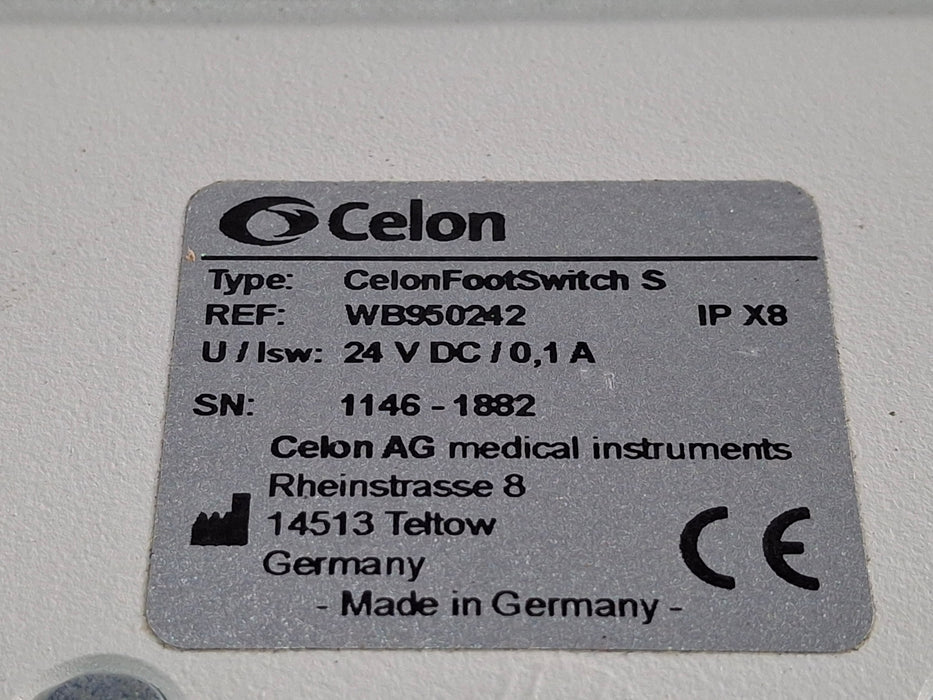 Celon
Type: CelonFootSwitch S
REF: WB950242 IP X8
U / Isw: 24 V DC / 0,1 A
SN: 1146 - 1882
Celon AG medical instruments
Rheinstrasse 8
14513 Teltow
Germany
CE
- Made in Germany -